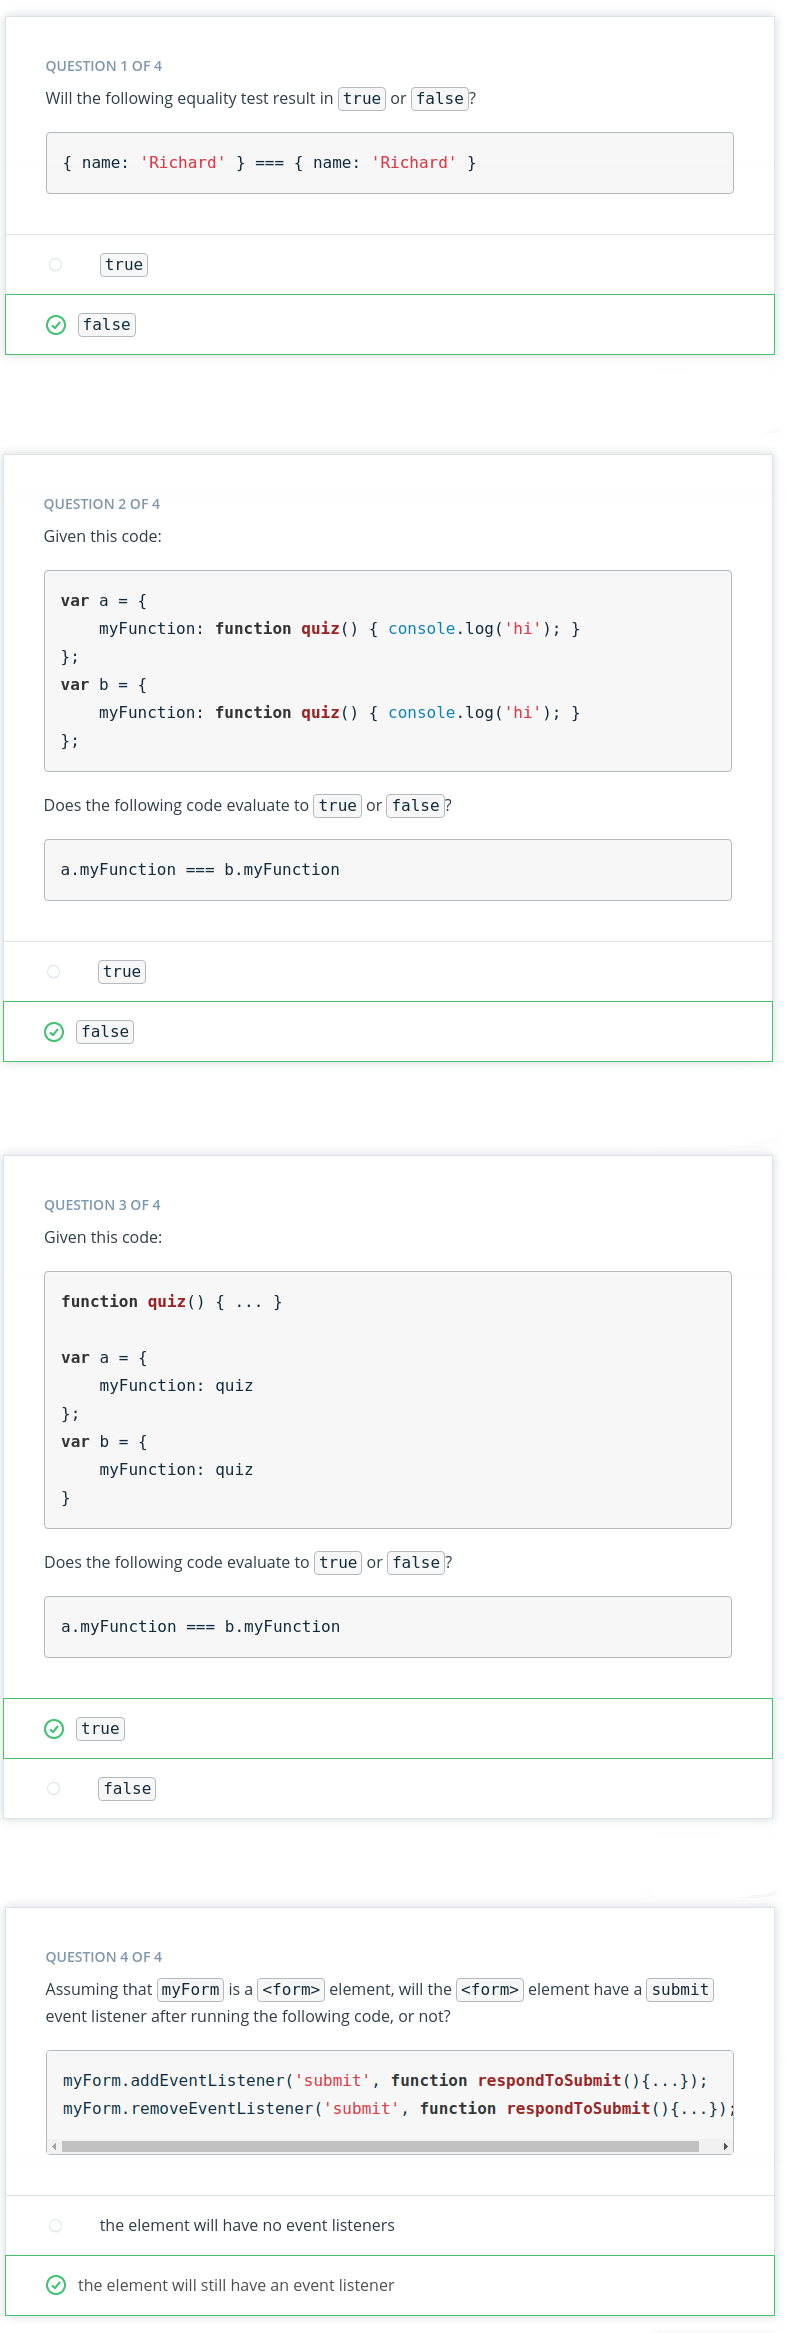 QUESTION 1 OF 4
Will the following equality test result in true or false?
{ name: 'Richard' } === { name: 'Richard' }
true
false
QUESTION 2 OF 4
Given this code:
var a = {
    myFunction: function quiz() { console.log('hi'); }
};
var b = {
    myFunction: function quiz() { console.log('hi'); }
};
Does the following code evaluate to true or false?
a.myFunction === b.myFunction
true
false
QUESTION 3 OF 4
Given this code:
function quiz() { ... }
var a = {
    myFunction: quiz
};
var b = {
    myFunction: quiz
}
Does the following code evaluate to true or false?
a.myFunction === b.myFunction
true
false
QUESTION 4 OF 4
Assuming that myForm is a <form> element, will the <form> element have a submit
event listener after running the following code, or not?
myForm.addEventListener('submit', function respondToSubmit(){...});
myForm.removeEventListener('submit', function respondToSubmit(){...});
the element will have no event listeners
the element will still have an event listener